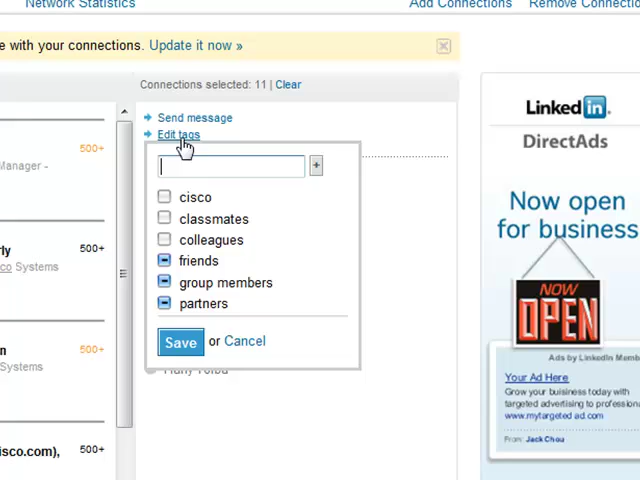 Network Statistics
Add Connections
Remove Connectio
e with your connections. Update it now »
Connections selected: 11 | Clear
Send message
Edit tags
+
cisco
classmates
colleagues
friends
group members
partners
Save or Cancel
500+
Manager -
rly
500+
co Systems
n
500+
Systems
isco.com),
500+
LinkedIn
DirectAds
Now open
for business
NOW
OPEN
Ads by LinkedIn Memb
Your Ad Here
Grow your business today with
targeted advertising to professiona
www.mytargeted ad.com
From: Jack Chou